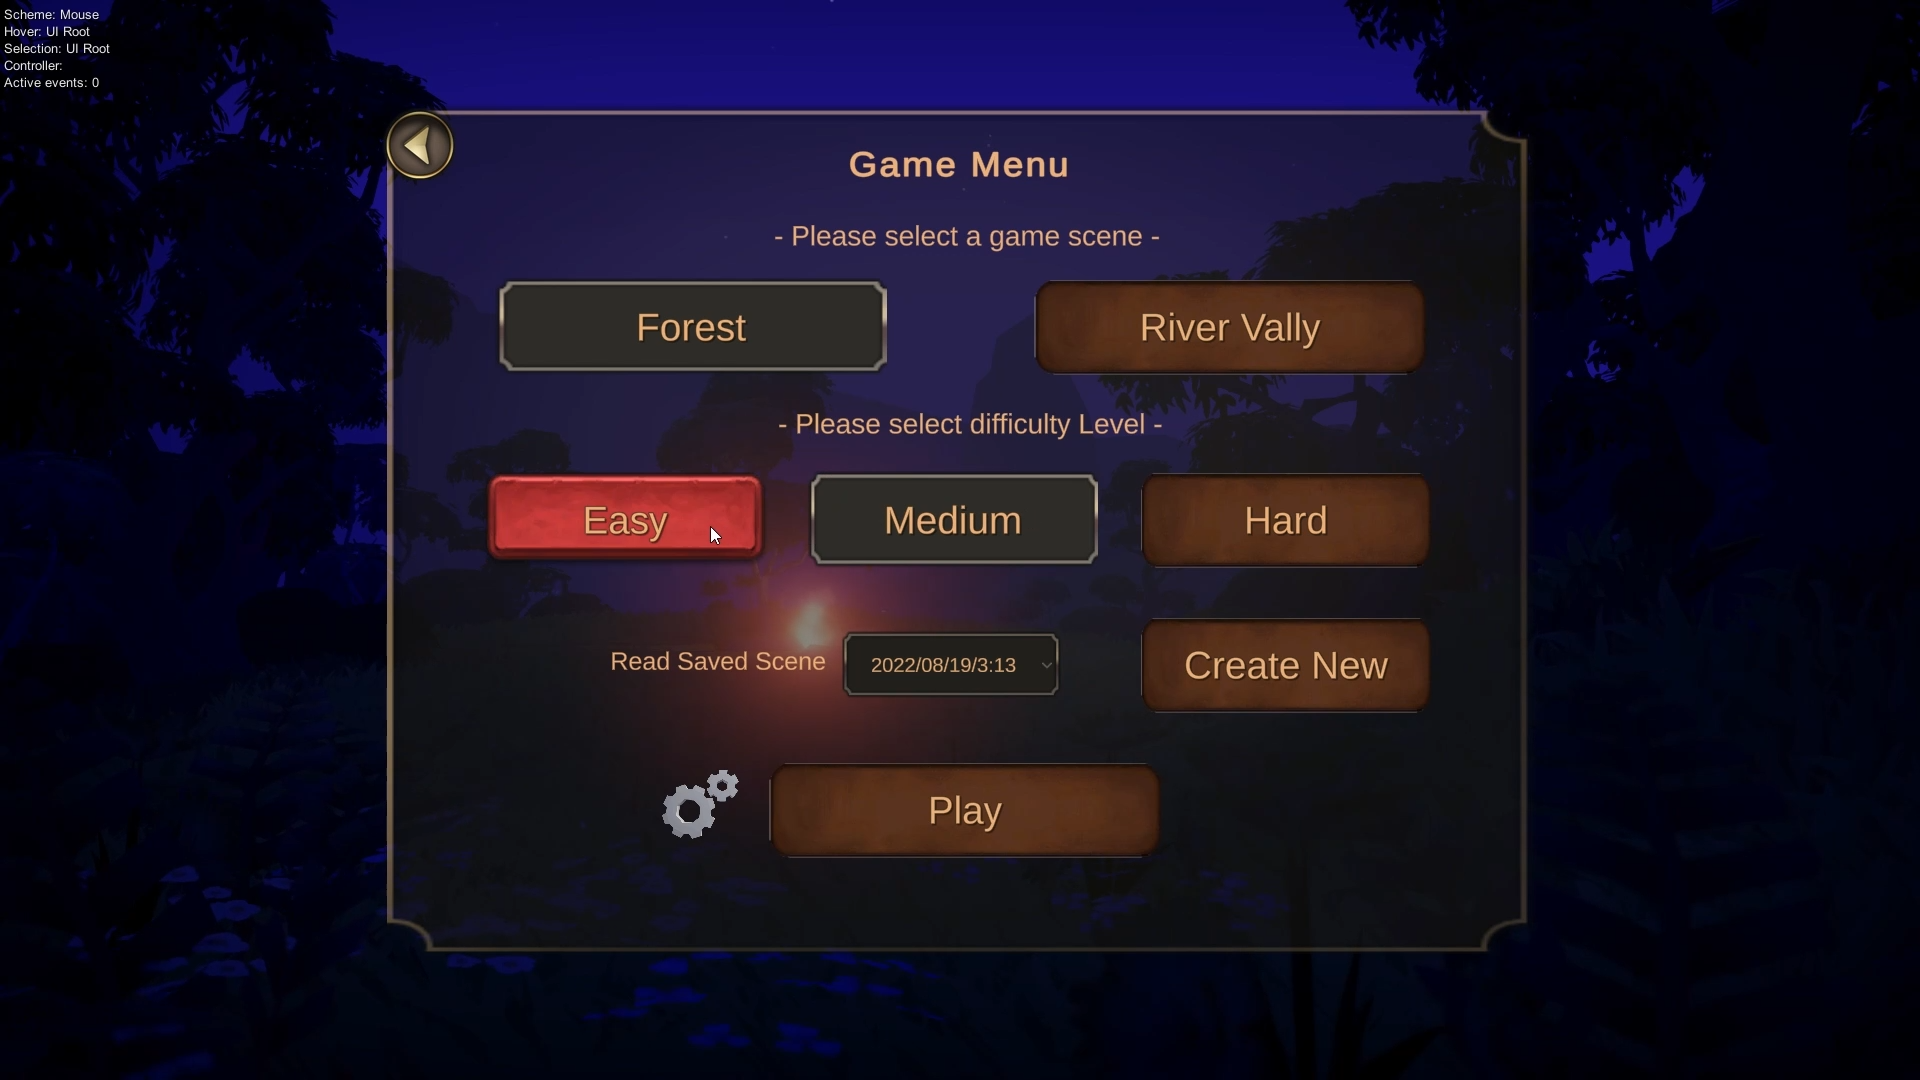 Scheme: Mouse
Hover: UI Root
Selection: UI Root
Controller:
Active events: 0
Game Menu
- Please select a game scene -
Forest
River Vally
- Please select difficulty Level -
Easy
Medium
Hard
Read Saved Scene
2022/08/19/3:13
Create New
Play